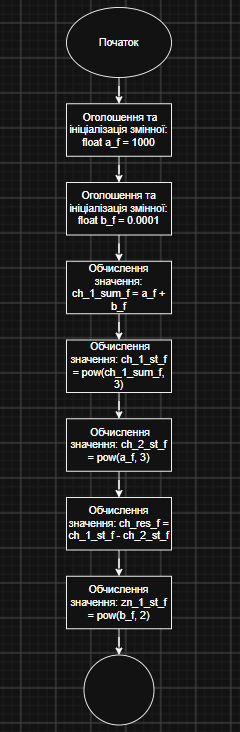 Початок
Оголошення та
ініціалізація змінної:
float a_f = 1000
Оголошення та
ініціалізація змінної:
float b_f = 0.0001
Обчислення
значення:
ch_1_sum_f = a_f +
b_f
Обчислення
значення: ch_1_st_f
= pow(ch_1_sum_f,
3)
Обчислення
значення: ch_2_st_f
= pow(a_f, 3)
Обчислення
значення: ch_res_f =
ch_1_st_f - ch_2_st_f
Обчислення
значення: zn_1_st_f
= pow(b_f, 2)